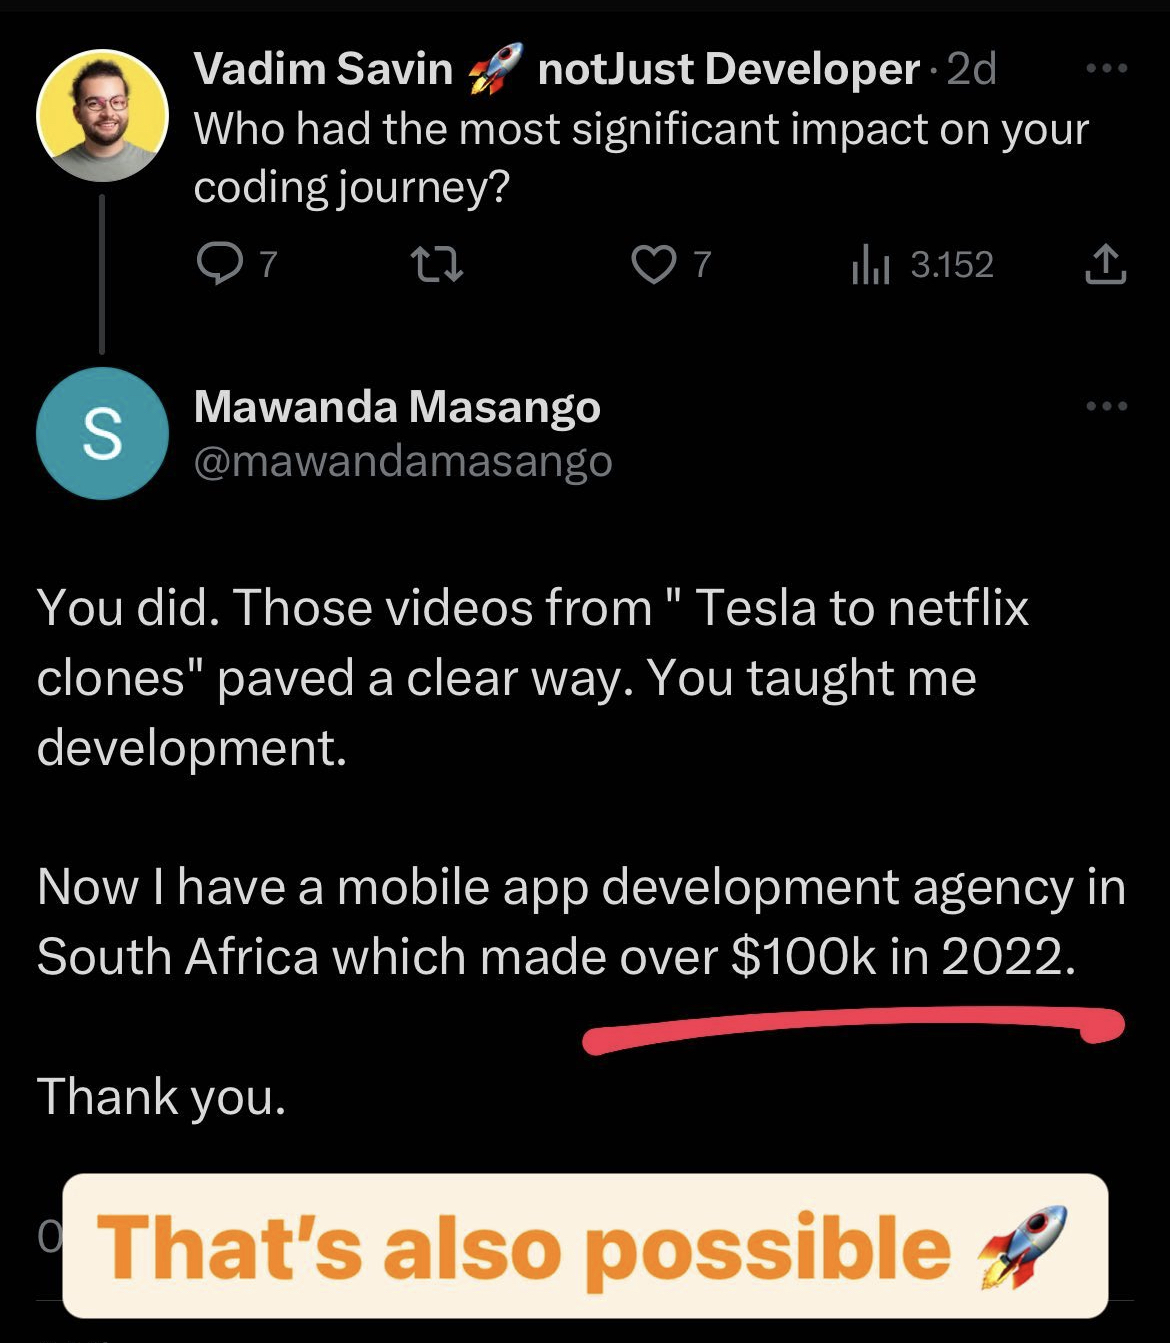 Vadim Savin 🚀 notJust Developer · 2d
Who had the most significant impact on your
coding journey?
7 7 3.152
S
Mawanda Masango
@mawandamasango
You did. Those videos from " Tesla to netflix
clones" paved a clear way. You taught me
development.
Now I have a mobile app development agency in
South Africa which made over $100k in 2022.
Thank you.
That's also possible 🚀